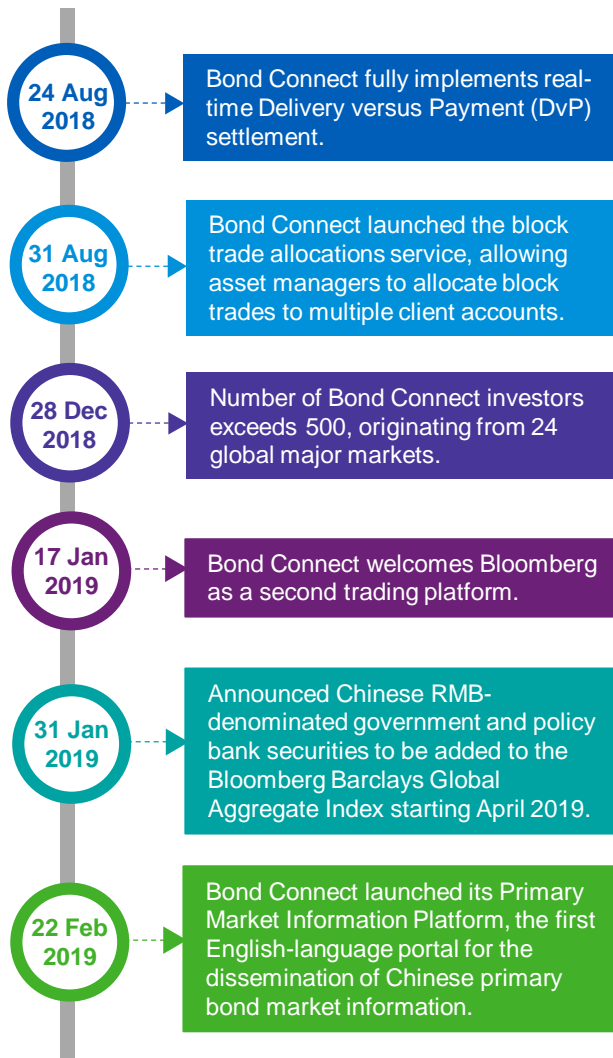 24 Aug
2018
Bond Connect fully implements real-
time Delivery versus Payment (DvP)
settlement.
31 Aug
2018
Bond Connect launched the block
trade allocations service, allowing
asset managers to allocate block
trades to multiple client accounts.
28 Dec
2018
Number of Bond Connect investors
exceeds 500, originating from 24
global major markets.
17 Jan
2019
Bond Connect welcomes Bloomberg
as a second trading platform.
31 Jan
2019
Announced Chinese RMB-
denominated government and policy
bank securities to be added to the
Bloomberg Barclays Global
Aggregate Index starting April 2019.
22 Feb
2019
Bond Connect launched its Primary
Market Information Platform, the first
English-language portal for the
dissemination of Chinese primary
bond market information.